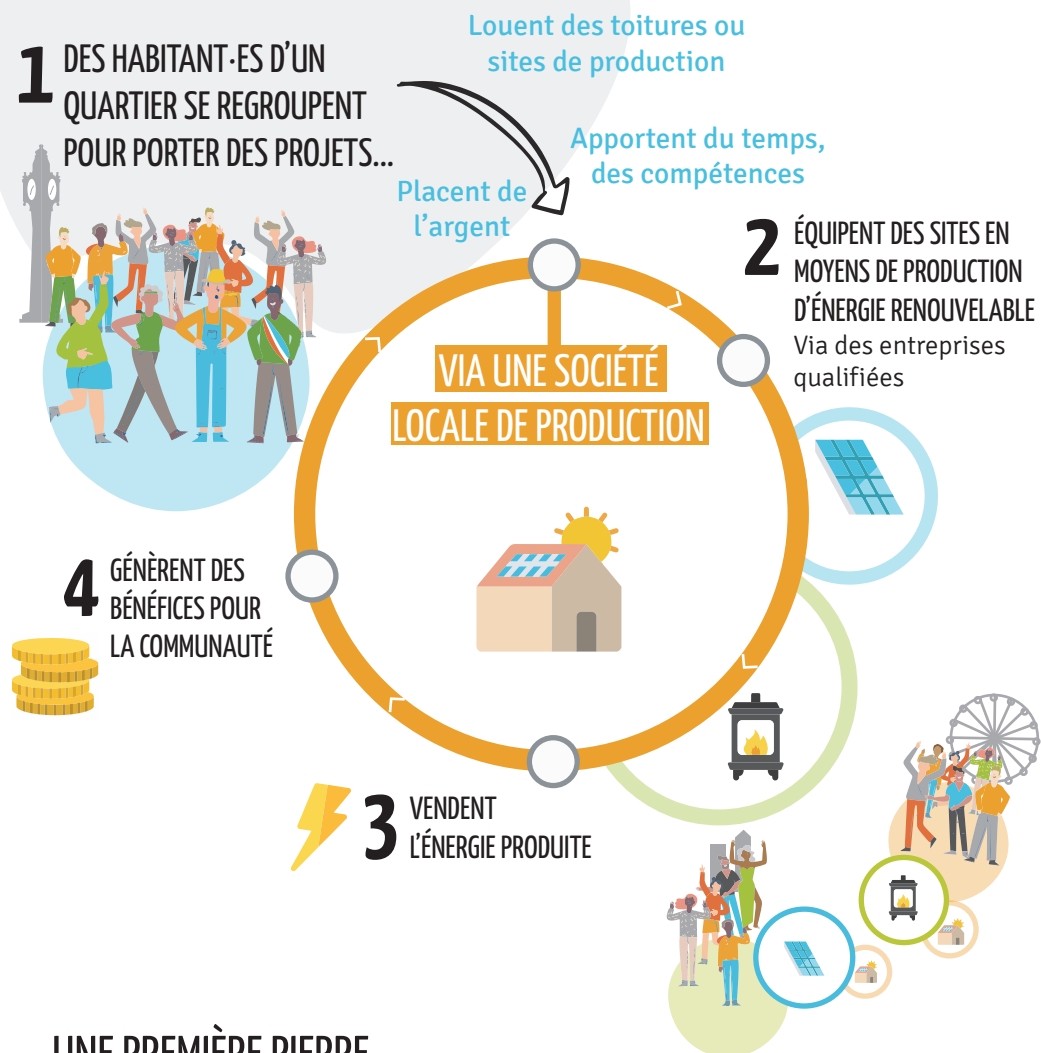 1 DES HABITANT·ES D'UN
QUARTIER SE REGROUPENT
POUR PORTER DES PROJETS...
Louent des toitures ou
sites de production
Apportent du temps,
des compétences
Placent de
l'argent
VIA UNE SOCIÉTÉ
LOCALE DE PRODUCTION
2 ÉQUIPENT DES SITES EN
MOYENS DE PRODUCTION
D'ÉNERGIE RENOUVELABLE
Via des entreprises
qualifiées
3 VENDENT
L'ÉNERGIE PRODUITE
4 GÉNÈRENT DES
BÉNÉFICES POUR
LA COMMUNAUTÉ
UNE PREMIÈRE PIERRE